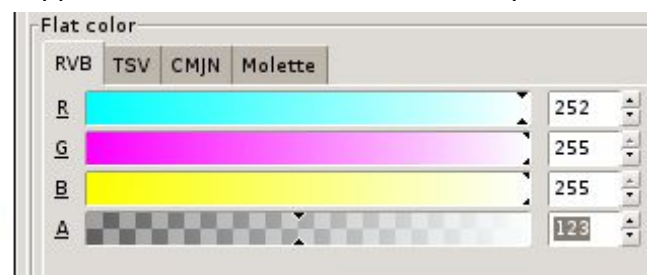 Flat color
RVB TSV CMJN Molette
R 252
G 255
B 255
A 123